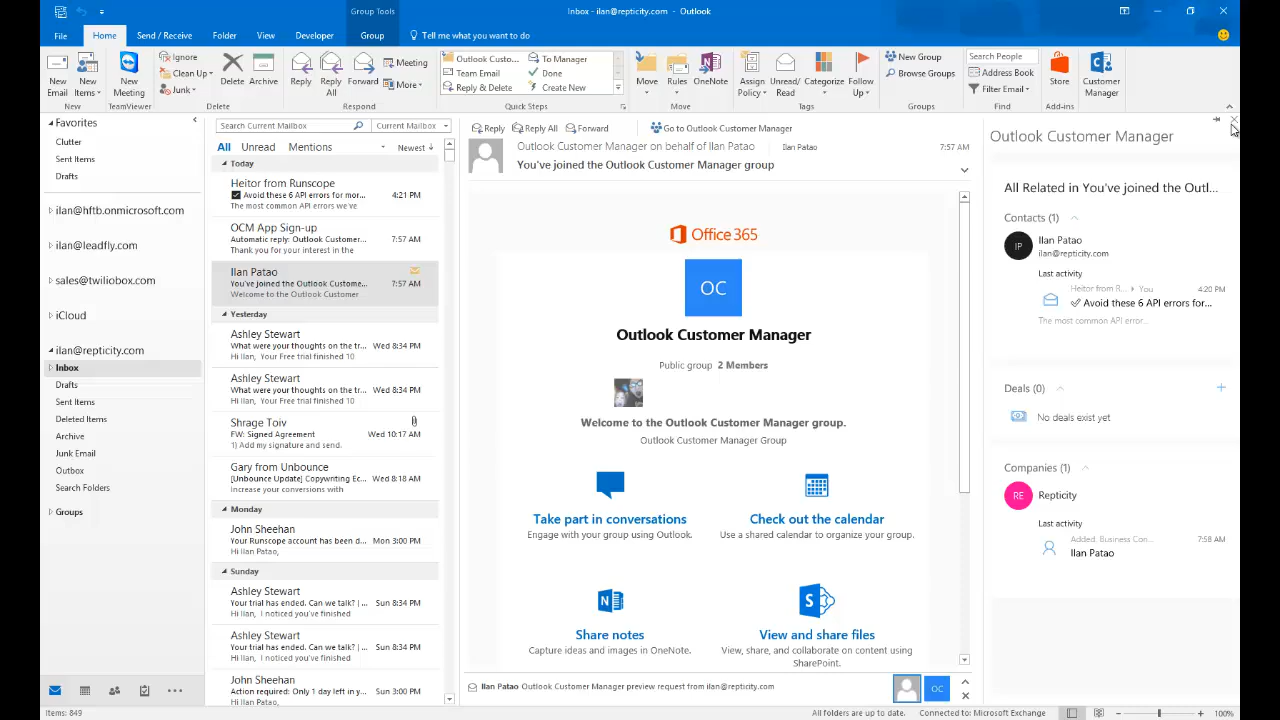 Group Tools
Inbox - ilan@repticity.com - Outlook
File
Home
Send / Receive
Folder
View
Developer
Group
Tell me what you want to do
New Email
New Items
New
New Meeting
TeamViewer
Ignore
Clean Up
Junk
Delete
Archive
Delete
Reply
Reply All
Forward
Meeting
More
Respond
Outlook Custo...
Team Email
Reply & Delete
To Manager
Done
Create New
Quick Steps
Move
Rules
OneNote
Move
Assign Policy
Unread/ Read
Categorize
Follow Up
Tags
New Group
Browse Groups
Groups
Search People
Address Book
Filter Email
Find
Store
Add-ins
Customer Manager
Favorites
Clutter
Sent Items
Drafts
ilan@hftb.onmicrosoft.com
ilan@leadfly.com
sales@twiliobox.com
iCloud
ilan@repticity.com
Inbox
Drafts
Sent Items
Deleted Items
Archive
Junk Email
Outbox
Search Folders
Groups
Search Current Mailbox
Current Mailbox
All Unread Mentions
Newest
Today
Heitor from Runscope
Avoid these 6 API errors for mor... 4:21 PM
The most common API errors we've
OCM App Sign-up
Automatic reply: Outlook Customer... 7:57 AM
Thank you for your interest in the
Ilan Patao
You've joined the Outlook Custome... 7:57 AM
Welcome to the Outlook Customer
Yesterday
Ashley Stewart
What were your thoughts on the tr... Wed 8:34 PM
Hi Ilan, Your Free trial finished 10
Ashley Stewart
What were your thoughts on the tr... Wed 8:34 PM
Hi Ilan, Your Free trial finished 10
Shrage Toiv
FW: Signed Agreement Wed 10:17 AM
1) Add my signature and send.
Gary from Unbounce
[Unbounce Update] Copywriting Ec... Wed 8:18 AM
Increase your conversions with
Monday
John Sheehan
Your Runscope account has been d... Mon 3:00 PM
Hi Ilan Patao,
Sunday
Ashley Stewart
Your trial has ended. Can we talk? | ... Sun 8:34 PM
Hi Ilan, I noticed you've finished
Ashley Stewart
Your trial has ended. Can we talk? | ... Sun 8:34 PM
Hi Ilan, I noticed you've finished
John Sheehan
Action required: Only 1 day left in y... Sun 3:00 PM
Reply Reply All Forward Go to Outlook Customer Manager
Outlook Customer Manager on behalf of Ilan Patao Ilan Patao 7:57 AM
You've joined the Outlook Customer Manager group
Office 365
OC
Outlook Customer Manager
Public group 2 Members
Welcome to the Outlook Customer Manager group.
Outlook Customer Manager Group
Take part in conversations
Engage with your group using Outlook.
Check out the calendar
Use a shared calendar to organize your group.
N
Share notes
Capture ideas and images in OneNote.
S
View and share files
View, share, and collaborate on content using SharePoint.
Ilan Patao Outlook Customer Manager preview request from ilan@repticity.com
OC
Outlook Customer Manager
All Related in You've joined the Outl...
Contacts (1)
IP
Ilan Patao
ilan@repticity.com
Last activity
Heitor from R... You 4:20 PM
Avoid these 6 API errors for...
The most common API error...
Deals (0)
No deals exist yet
Companies (1)
RE
Repticity
Last activity
Added: Business Con... 7:58 AM
Ilan Patao
Items: 849
All folders are up to date. Connected to: Microsoft Exchange
100%